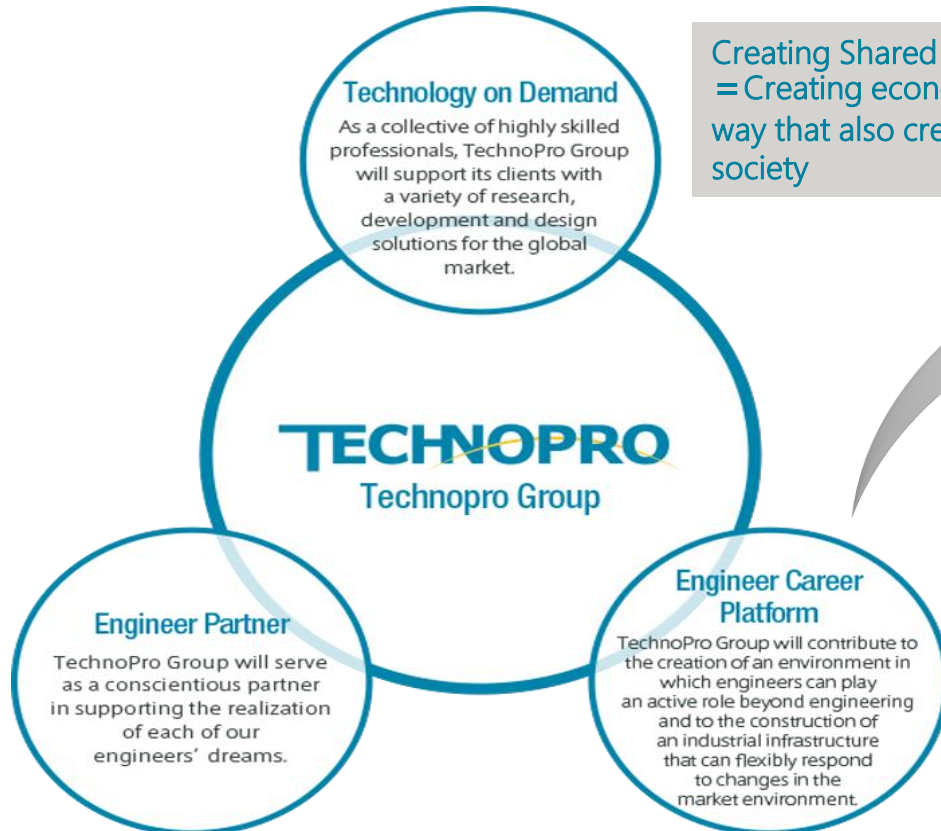 Creating Shared
=Creating econ
way that also cre
society
Technology on Demand
As a collective of highly skilled
professionals, TechnoPro Group
will support its clients with
a variety of research,
development and design
solutions for the global
market.
TECHNOPRO
Technopro Group
Engineer Partner
TechnoPro Group will serve
as a conscientious partner
in supporting the realization
of each of our
engineers' dreams.
Engineer Career
Platform
TechnoPro Group will contribute to
the creation of an environment in
which engineers can play
an active role beyond engineering
and to the construction of
an industrial infrastructure
that can flexibly respond
to changes in the
market environment.